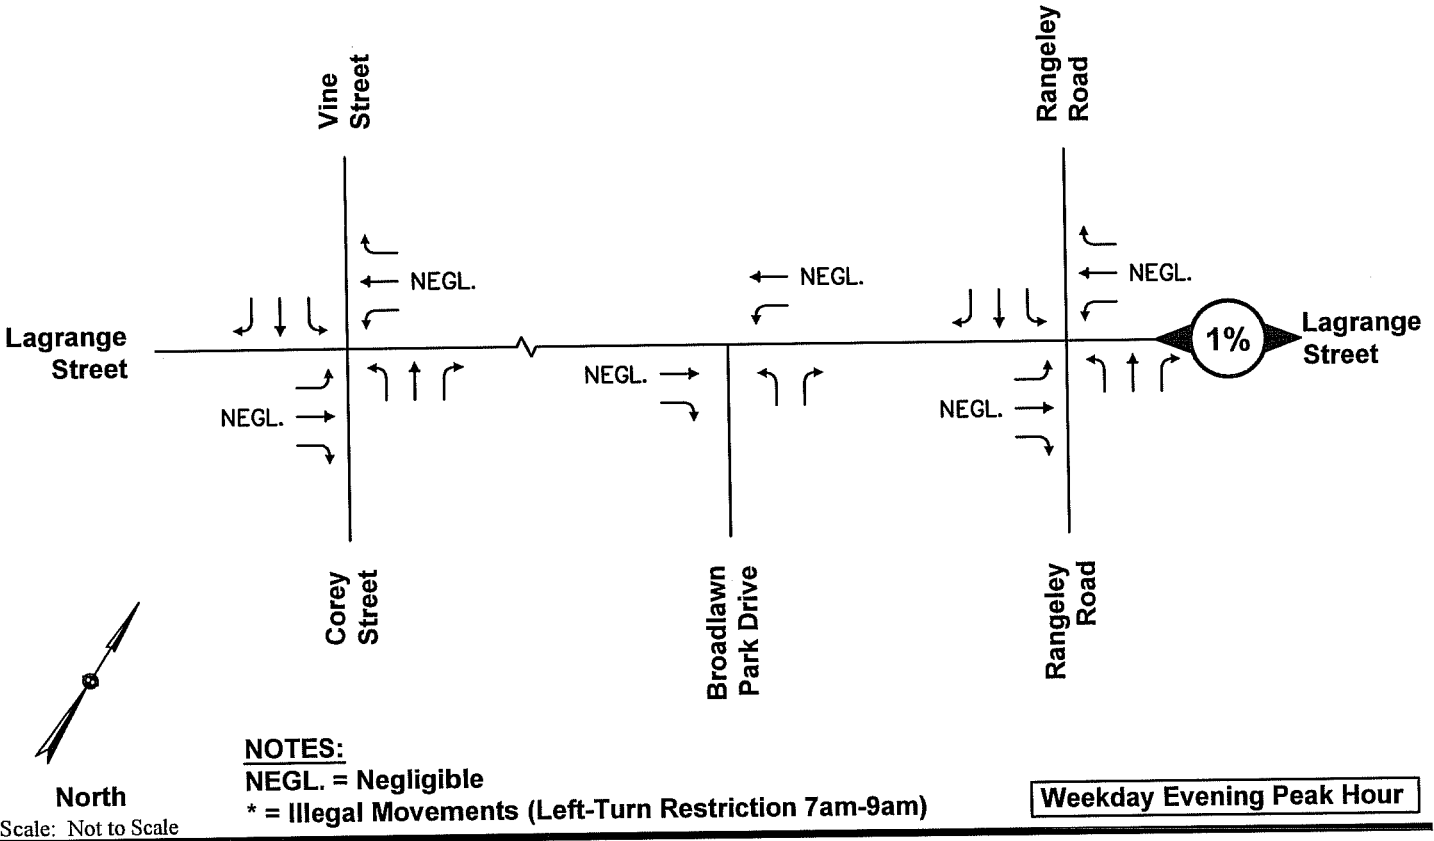 Vine
Street
Rangeley
Road
NEGL.
NEGL.
NEGL.
Lagrange
Street
1%
Lagrange
Street
NEGL.
NEGL.
NEGL.
Corey
Street
Broadlawn
Park Drive
Rangeley
Road
North
Scale: Not to Scale
NOTES:
NEGL. = Negligible
* = Illegal Movements (Left-Turn Restriction 7am-9am)
Weekday Evening Peak Hour